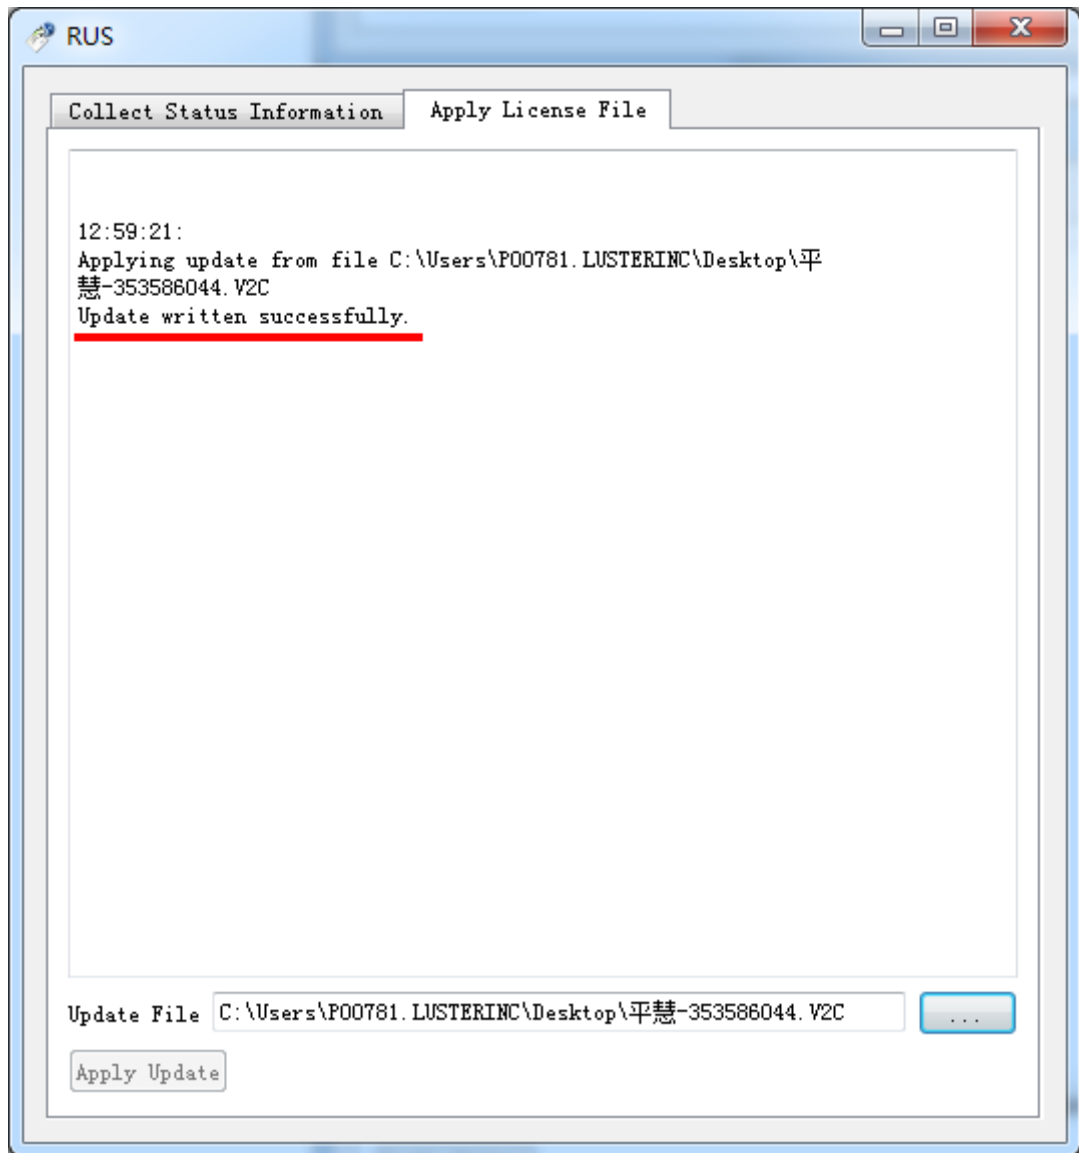 RUS
Collect Status Information
Apply License File
12:59:21:
Applying update from file C:\Users\P00781.LUSTERINC\Desktop\平
慧-353586044.V2C
Update written successfully.
Update File C:\Users\P00781.LUSTERINC\Desktop\平慧-353586044.V2C ...
Apply Update